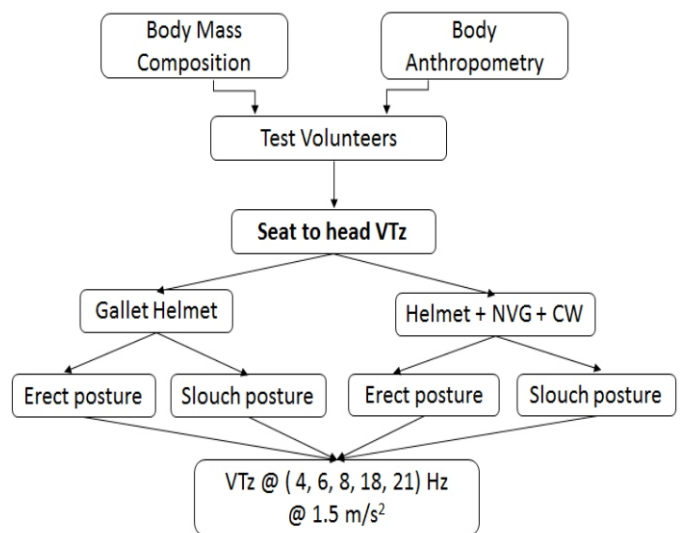 Body Mass
Composition
Body
Anthropometry
Test Volunteers
Seat to head VTz
Gallet Helmet
Helmet + NVG + CW
Erect posture
Slouch posture
Erect posture
Slouch posture
VTz @ ( 4, 6, 8, 18, 21) Hz
@ 1.5 m/s²